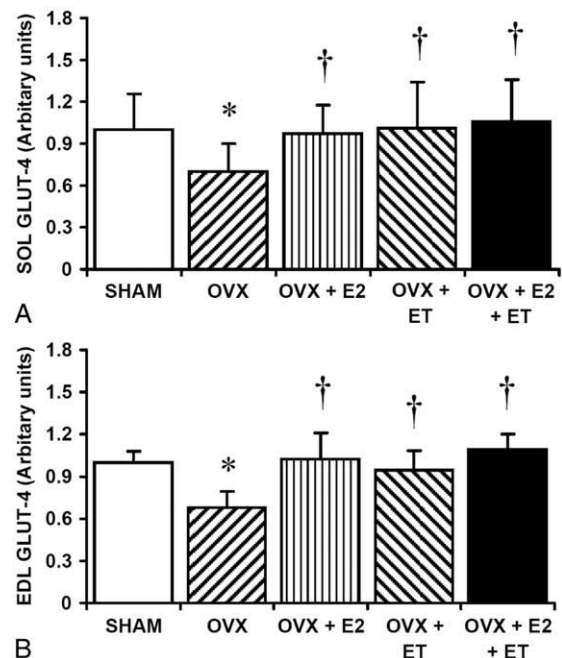 SOL GLUT-4 (Arbitary units)
1.8
1.5
1.2
0.9
0.6
0.3
0
*
†
†
†
SHAM
OVX
OVX + E2
OVX +
ET
OVX + E2
+ ET
A
EDL GLUT-4 (Arbitary units)
1.8
1.5
1.2
0.9
0.6
0.3
0
*
†
†
†
SHAM
OVX
OVX + E2
OVX +
ET
OVX + E2
+ ET
B